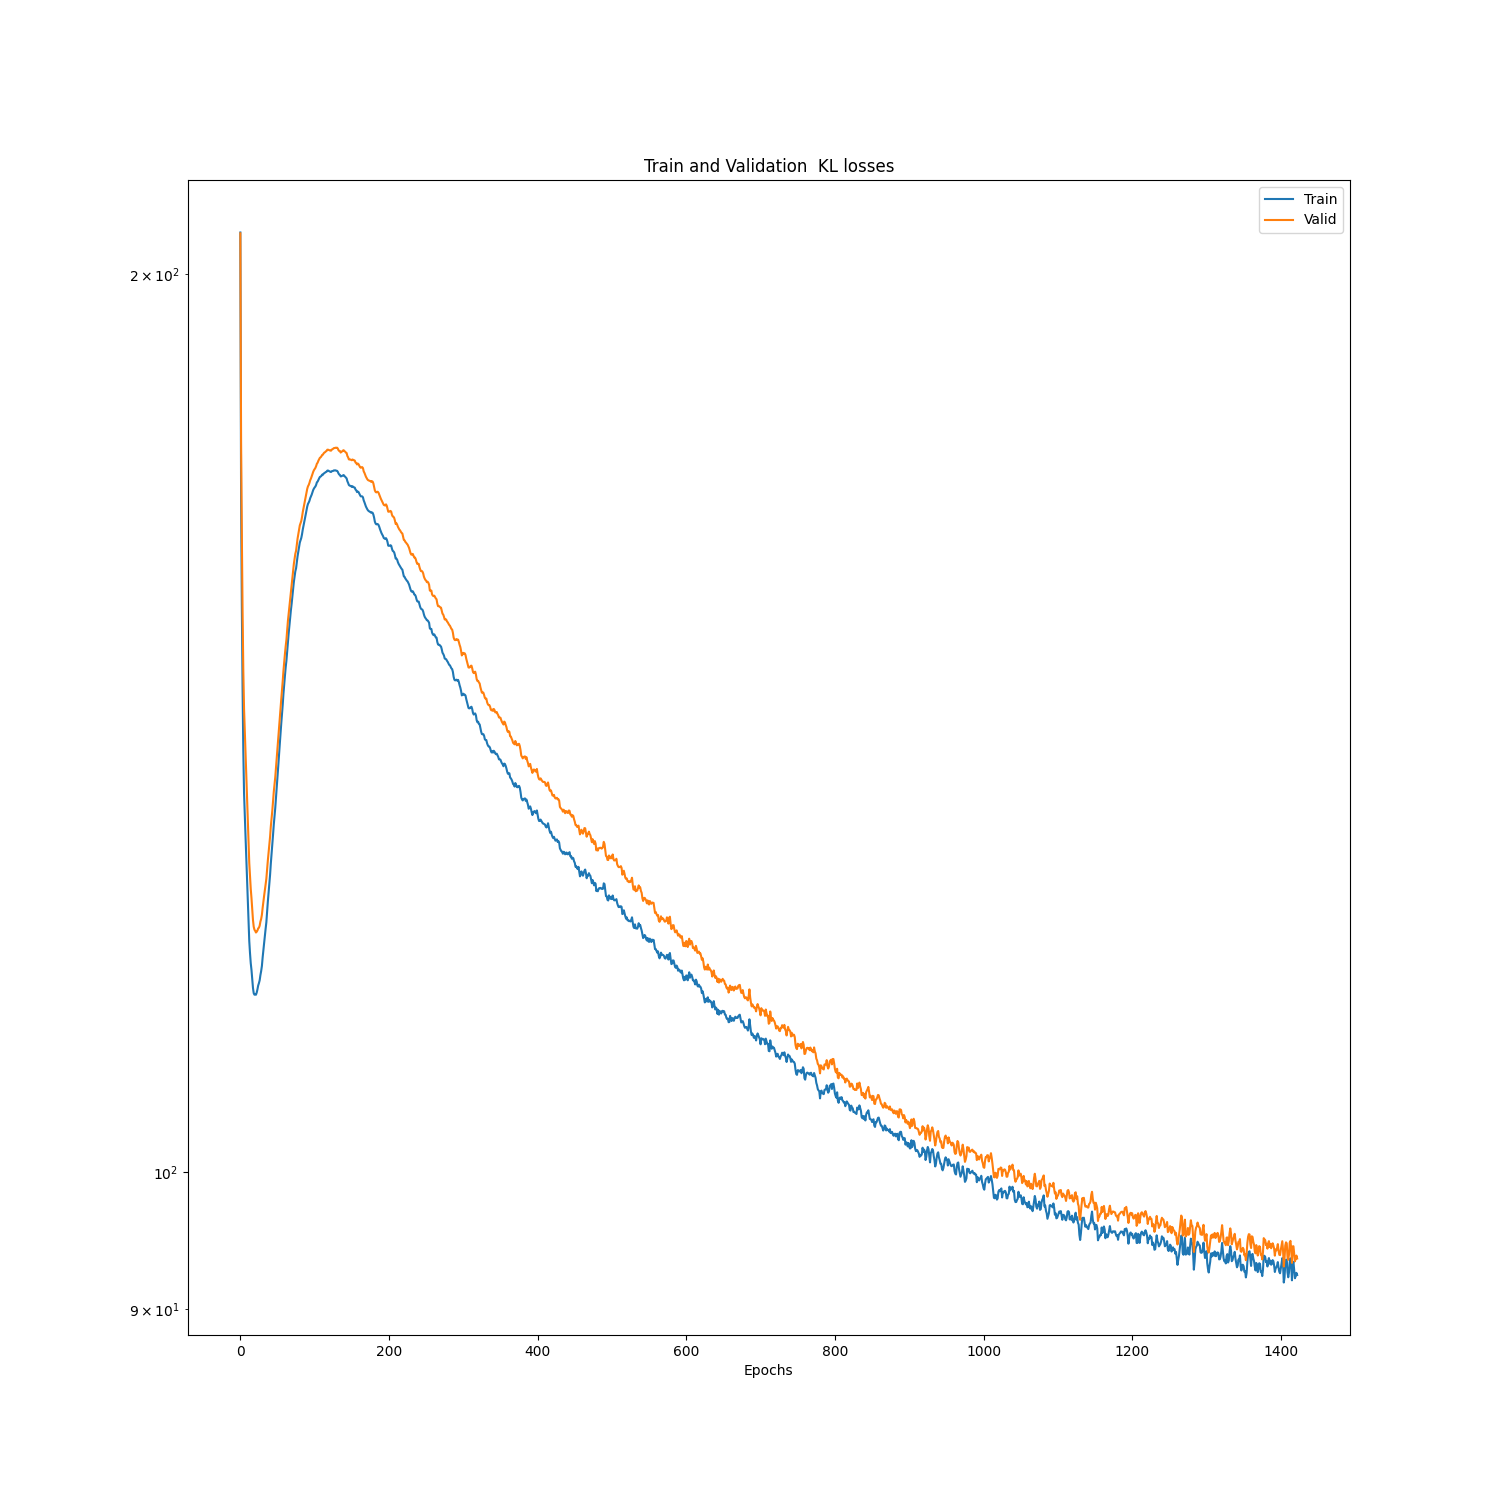 Train and Validation  KL losses
Train
Valid
2 × 10²
10²
9 × 10¹
0 200 400 600 800 1000 1200 1400
Epochs